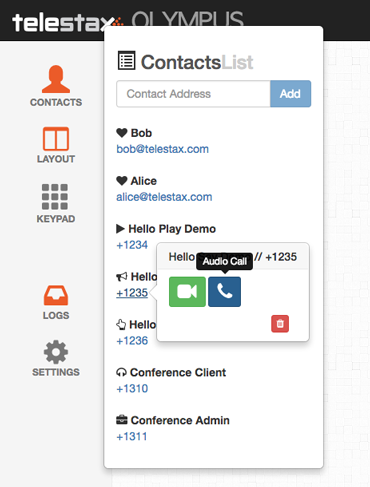 telestax OLYMPUS
ContactsList
Contact Address
Add
CONTACTS
LAYOUT
KEYPAD
LOGS
SETTINGS
Bob
bob@telestax.com
Alice
alice@telestax.com
Hello Play Demo
+1234
Hello
+1235
Hello // +1235
Audio Call
Hello
+1236
Conference Client
+1310
Conference Admin
+1311